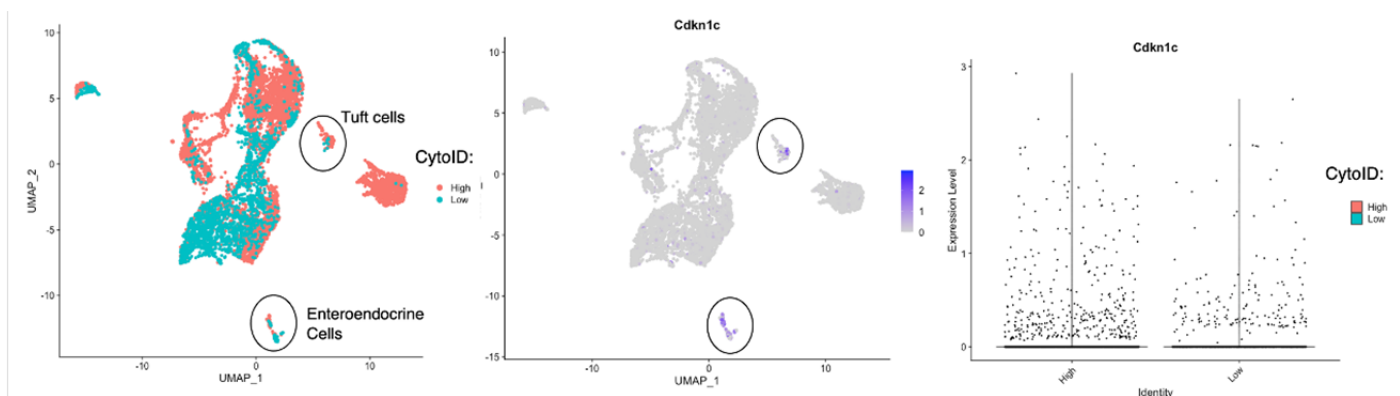 10
5
0
-5
-10
UMAP_2
-10
0
10
UMAP_1
Tuft cells
Enteroendocrine
Cells
CytoID:
High
Low
Cdkn1c
10
5
0
-5
-10
-15
-10
0
10
UMAP_1
2
1
0
Cdkn1c
3
2
1
0
Expression Level
High
Low
Identity
CytoID:
High
Low